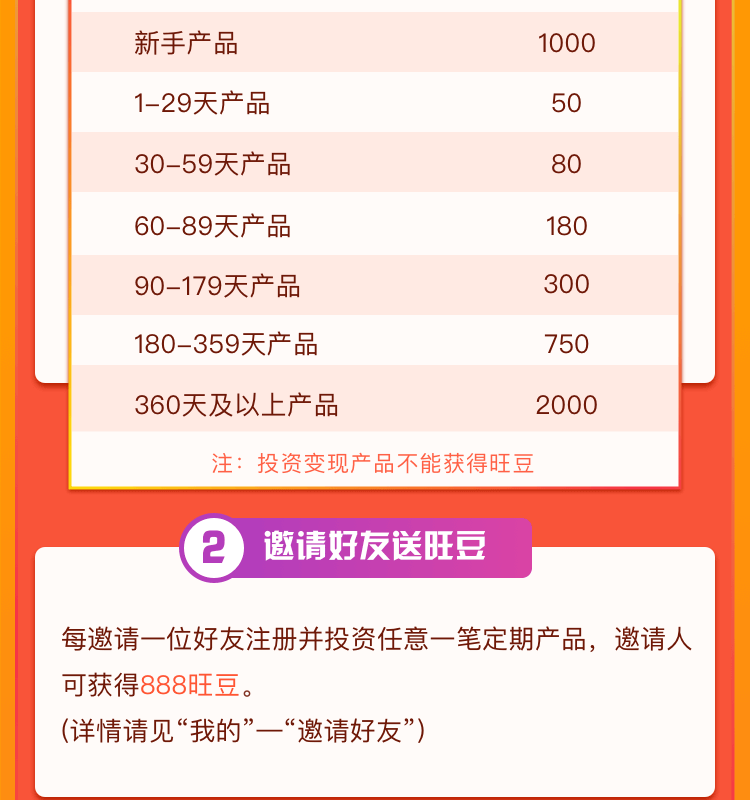 新手产品 1000
1–29天产品 50
30–59天产品 80
60–89天产品 180
90–179天产品 300
180–359天产品 750
360天及以上产品 2000
注：投资变现产品不能获得旺豆
2 邀请好友送旺豆
每邀请一位好友注册并投资任意一笔定期产品，邀请人
可获得888旺豆。
(详情请见“我的”—“邀请好友”)